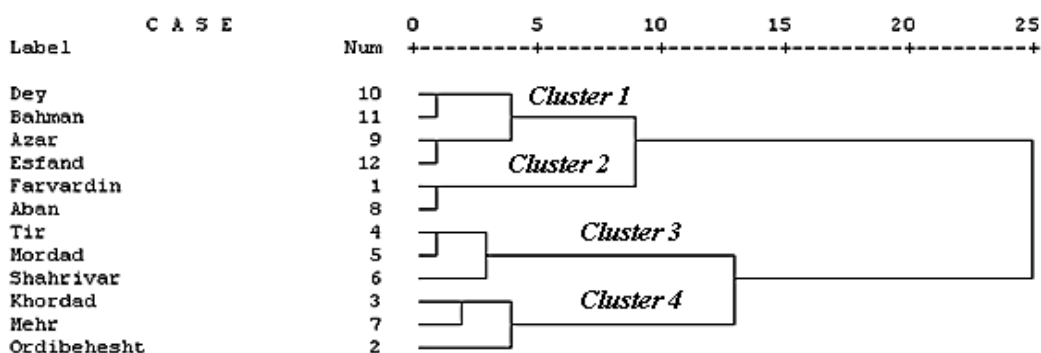 C A S E 0 5 10 15 20 25
Label Num +---------+---------+---------+---------+---------+
Dey 10 Cluster 1
Bahman 11
Azar 9
Esfand 12 Cluster 2
Farvardin 1
Aban 8
Tir 4 Cluster 3
Mordad 5
Shahrivar 6
Khordad 3 Cluster 4
Mehr 7
Ordibehesht 2